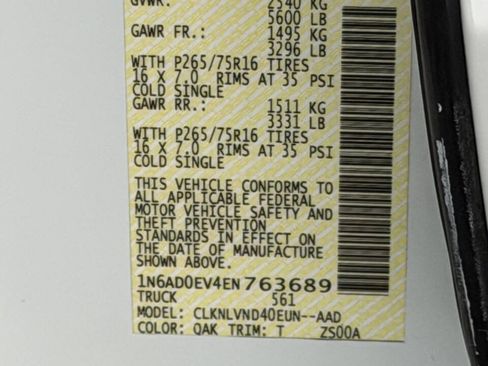 GVWR: 2540 KG
5600 LB
GAWR FR.: 1495 KG
3296 LB
WITH P265/75R16 TIRES
16 X 7.0 RIMS AT 35 PSI
COLD SINGLE
GAWR RR.: 1511 KG
3331 LB
WITH P265/75R16 TIRES
16 X 7.0 RIMS AT 35 PSI
COLD SINGLE
THIS VEHICLE CONFORMS TO
ALL APPLICABLE FEDERAL
MOTOR VEHICLE SAFETY AND
THEFT PREVENTION
STANDARDS IN EFFECT ON
THE DATE OF MANUFACTURE
SHOWN ABOVE.
1N6AD0EV4EN763689
TRUCK 561
MODEL: CLKNLVND40EUN--AAD
COLOR: QAK TRIM: T ZS00A